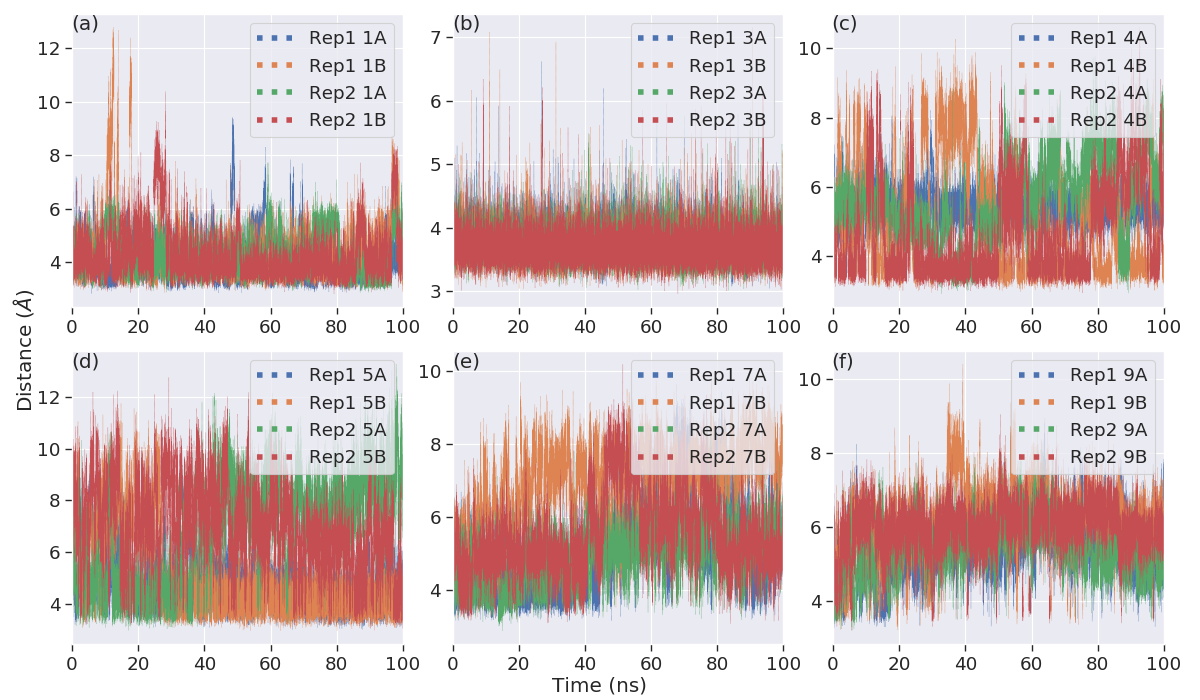 (a)
Rep1 1A
Rep1 1B
Rep2 1A
Rep2 1B
12
10
8
6
4
0 20 40 60 80 100
(b)
Rep1 3A
Rep1 3B
Rep2 3A
Rep2 3B
7
6
5
4
3
0 20 40 60 80 100
(c)
Rep1 4A
Rep1 4B
Rep2 4A
Rep2 4B
10
8
6
4
0 20 40 60 80 100
Distance (Å)
(d)
Rep1 5A
Rep1 5B
Rep2 5A
Rep2 5B
12
10
8
6
4
0 20 40 60 80 100
(e)
Rep1 7A
Rep1 7B
Rep2 7A
Rep2 7B
10
8
6
4
0 20 40 60 80 100
(f)
Rep1 9A
Rep1 9B
Rep2 9A
Rep2 9B
10
8
6
4
0 20 40 60 80 100
Time (ns)